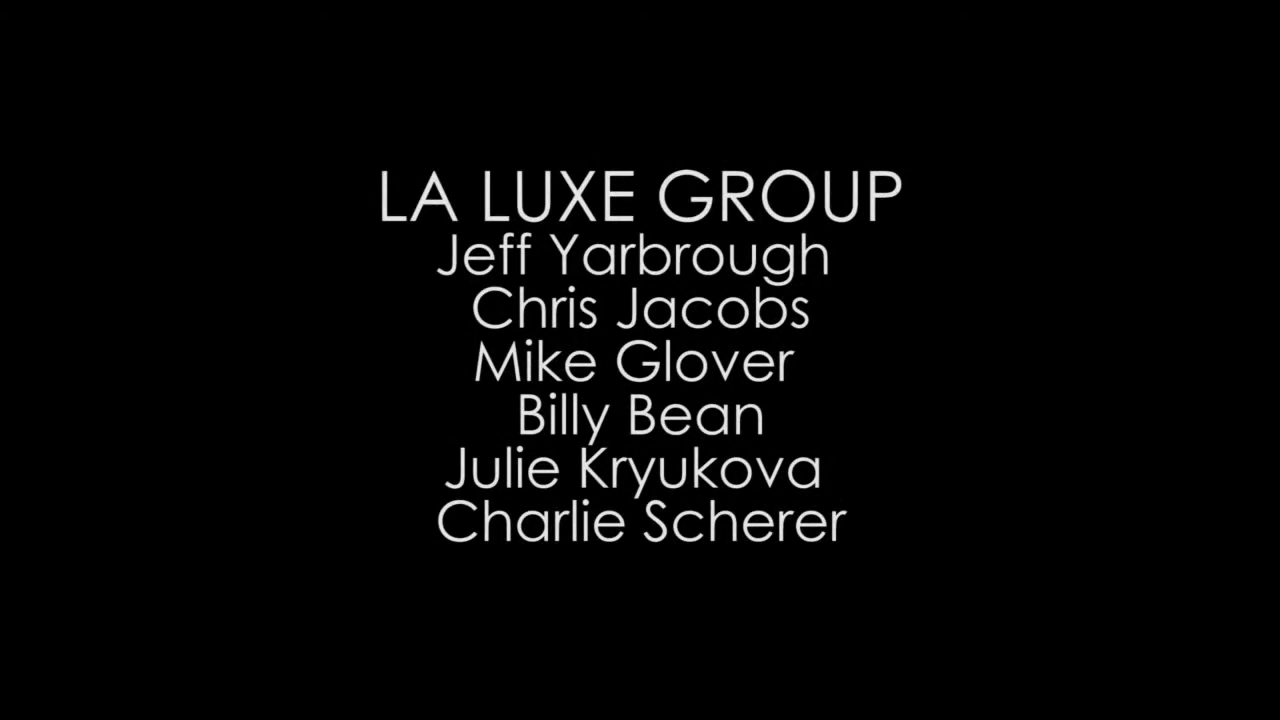 LA LUXE GROUP
Jeff Yarbrough
Chris Jacobs
Mike Glover
Billy Bean
Julie Kryukova
Charlie Scherer